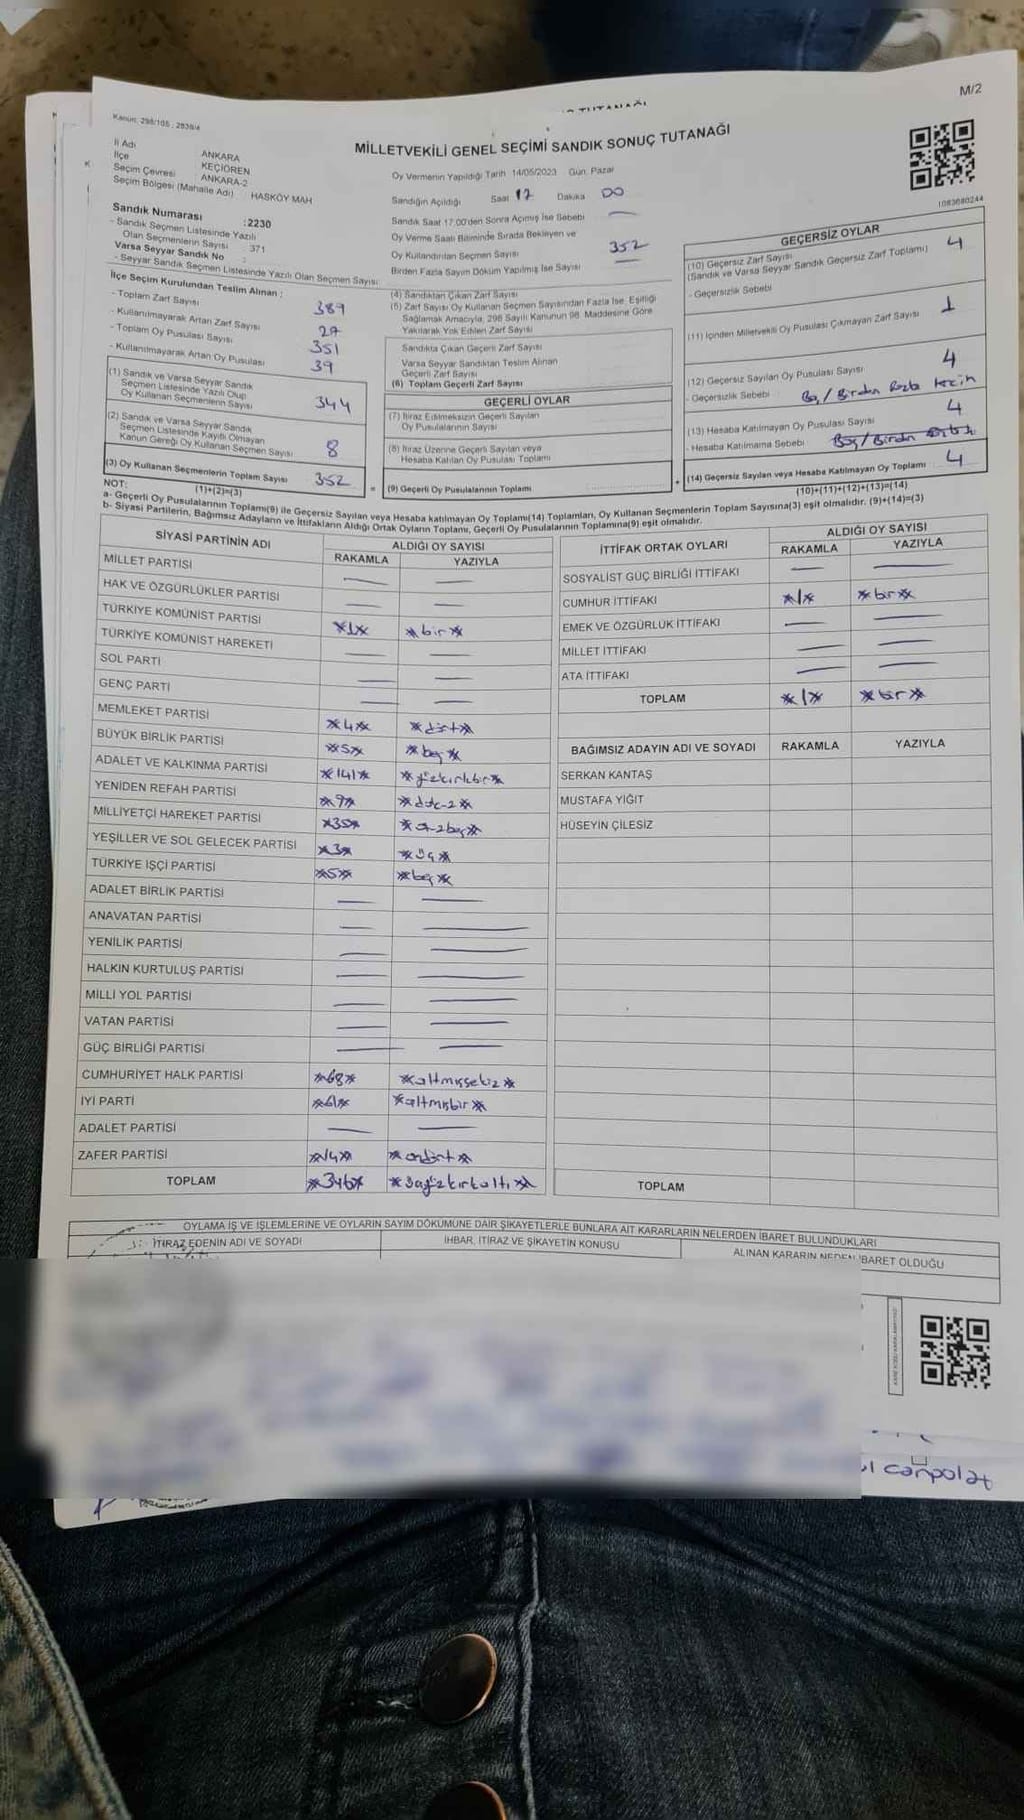 M/2
Kanun: 298/105 , 2839/4
MİLLETVEKİLİ GENEL SEÇİMİ SANDIK SONUÇ TUTANAĞI
İl Adı ANKARA
İlçe KEÇİÖREN
Seçim Çevresi ANKARA-2
Seçim Bölgesi (Mahalle Adı) : HASKÖY MAH
Oy Vermenin Yapıldığı Tarih 14/05/2023 Gün: Pazar
Sandığın Açıldığı Saat 17 Dakika 00
Sandık Saat 17.00'den Sonra Açılmış İse Sebebi
Oy Verme Saati Bitiminde Sırada Bekleyen ve
Oy Kullandırılan Seçmen Sayısı 352
Birden Fazla Sayım Döküm Yapılmış İse Sayısı
1083680244
Sandık Numarası : 2230
- Sandık Seçmen Listesinde Yazılı
Olan Seçmenlerin Sayısı : 371
Varsa Seyyar Sandık No :
- Seyyar Sandık Seçmen Listesinde Yazılı Olan Seçmen Sayısı:
İlçe Seçim Kurulundan Teslim Alınan :
- Toplam Zarf Sayısı 389
- Kullanılmayarak Artan Zarf Sayısı 27
- Toplam Oy Pusulası Sayısı 351
- Kullanılmayarak Artan Oy Pusulası 39
(1) Sandık ve Varsa Seyyar Sandık
Seçmen Listesinde Yazılı Olup
Oy Kullanan Seçmenlerin Sayısı 344
(2) Sandık ve Varsa Seyyar Sandık
Seçmen Listesinde Kayıtlı Olmayan
Kanun Gereği Oy Kullanan Seçmen Sayısı 8
(3) Oy Kullanan Seçmenlerin Toplam Sayısı 352
(4) Sandıktan Çıkan Zarf Sayısı
(5) Zarf Sayısı Oy Kullanan Seçmen Sayısından Fazla İse, Eşitliği
Sağlamak Amacıyla, 298 Sayılı Kanunun 98. Maddesine Göre
Yakılarak Yok Edilen Zarf Sayısı
Sandıkta Çıkan Geçerli Zarf Sayısı
Varsa Seyyar Sandıktan Teslim Alınan
Geçerli Zarf Sayısı
(6) Toplam Geçerli Zarf Sayısı
GEÇERLİ OYLAR
(7) İtiraz Edilmeksizin Geçerli Sayılan
Oy Pusulalarının Sayısı
(8) İtiraz Üzerine Geçerli Sayılan veya
Hesaba Katılan Oy Pusulası Toplamı
= (9) Geçerli Oy Pusulalarının Toplamı +
GEÇERSİZ OYLAR
(10) Geçersiz Zarf Sayısı 4
(Sandık ve Varsa Seyyar Sandık Geçersiz Zarf Toplamı)
- Geçersizlik Sebebi
(11) İçinden Milletvekili Oy Pusulası Çıkmayan Zarf Sayısı 1
(12) Geçersiz Sayılan Oy Pusulası Sayısı 4
- Geçersizlik Sebebi : Boş / Birden fazla tercih
(13) Hesaba Katılmayan Oy Pusulası Sayısı 4
- Hesaba Katılmama Sebebi : Boş/Birden
(14) Geçersiz Sayılan veya Hesaba Katılmayan Oy Toplamı 4
NOT: (1)+(2)=(3) (10)+(11)+(12)+(13)=(14)
a- Geçerli Oy Pusulalarının Toplamı(9) ile Geçersiz Sayılan veya Hesaba katılmayan Oy Toplamı(14) Toplamları, Oy Kullanan Seçmenlerin Toplam Sayısına(3) eşit olmalıdır. (9)+(14)=(3)
b- Siyasi Partilerin, Bağımsız Adayların ve İttifakların Aldığı Ortak Oyların Toplamı, Geçerli Oy Pusulalarının Toplamına(9) eşit olmalıdır.
SİYASİ PARTİNİN ADI ALDIĞI OY SAYISI
RAKAMLA YAZIYLA
MİLLET PARTİSİ
HAK VE ÖZGÜRLÜKLER PARTİSİ
TÜRKİYE KOMÜNİST PARTİSİ *1* *bir*
TÜRKİYE KOMÜNİST HAREKETİ
SOL PARTİ
GENÇ PARTİ
MEMLEKET PARTİSİ *4* *dört*
BÜYÜK BİRLİK PARTİSİ *5* *beş*
ADALET VE KALKINMA PARTİSİ *141* *yüzkırkbir*
YENİDEN REFAH PARTİSİ *9* *dokuz*
MİLLİYETÇİ HAREKET PARTİSİ *35* *otuzbeş*
YEŞİLLER VE SOL GELECEK PARTİSİ *3* *üç*
TÜRKİYE İŞÇİ PARTİSİ *5* *beş*
ADALET BİRLİK PARTİSİ
ANAVATAN PARTİSİ
YENİLİK PARTİSİ
HALKIN KURTULUŞ PARTİSİ
MİLLİ YOL PARTİSİ
VATAN PARTİSİ
GÜÇ BİRLİĞİ PARTİSİ
CUMHURİYET HALK PARTİSİ *68* *altmışsekiz*
İYİ PARTİ *61* *altmışbir*
ADALET PARTİSİ
ZAFER PARTİSİ *14* *ondört*
TOPLAM *346* *üçyüzkırkaltı*
İTTİFAK ORTAK OYLARI ALDIĞI OY SAYISI
RAKAMLA YAZIYLA
SOSYALİST GÜÇ BİRLİĞİ İTTİFAKI
CUMHUR İTTİFAKI *1* *bir*
EMEK VE ÖZGÜRLÜK İTTİFAKI
MİLLET İTTİFAKI
ATA İTTİFAKI
TOPLAM *1* *bir*
BAĞIMSIZ ADAYIN ADI VE SOYADI RAKAMLA YAZIYLA
SERKAN KANTAŞ
MUSTAFA YİĞİT
HÜSEYİN ÇİLESİZ
TOPLAM
OYLAMA İŞ VE İŞLEMLERİNE VE OYLARIN SAYIM DÖKÜMÜNE DAİR ŞİKAYETLERLE BUNLARA AİT KARARLARIN NELERDEN İBARET BULUNDUKLARI
İTİRAZ EDENİN ADI VE SOYADI İHBAR, İTİRAZ VE ŞİKAYETİN KONUSU ALINAN KARARIN NEDEN İBARET OLDUĞU
canpolat